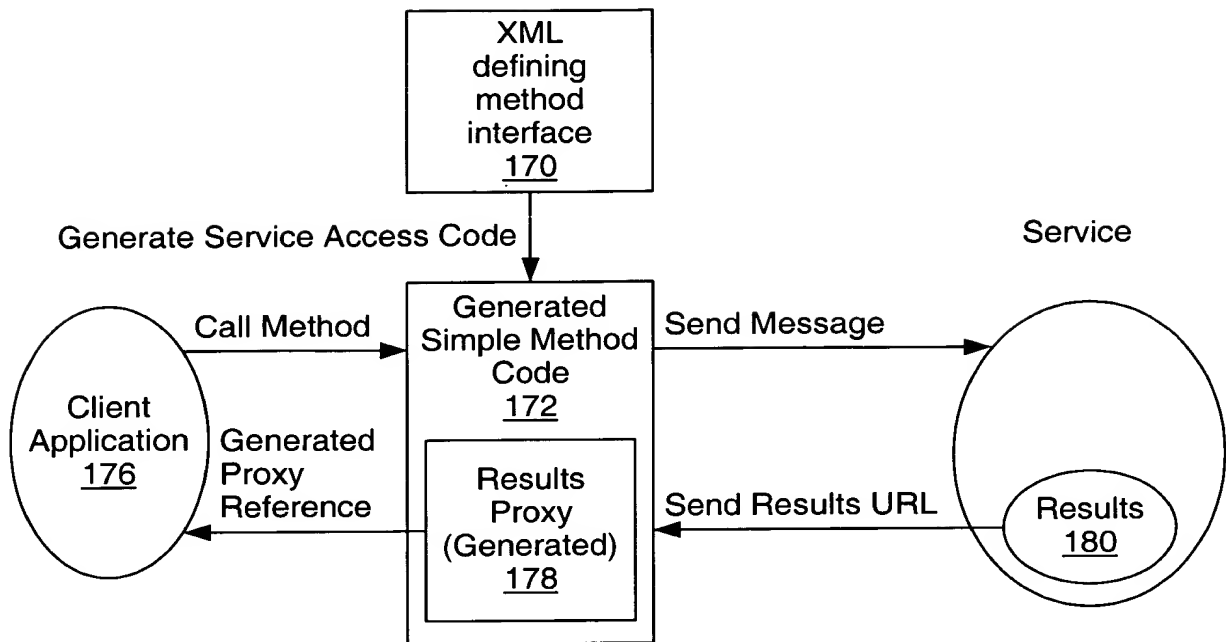 XML
defining
method
interface
170
Generate Service Access Code
Service
Call Method
Generated
Simple Method
Code
172
Send Message
Client
Application
176
Generated
Proxy
Reference
Results
Proxy
(Generated)
178
Send Results URL
Results
180